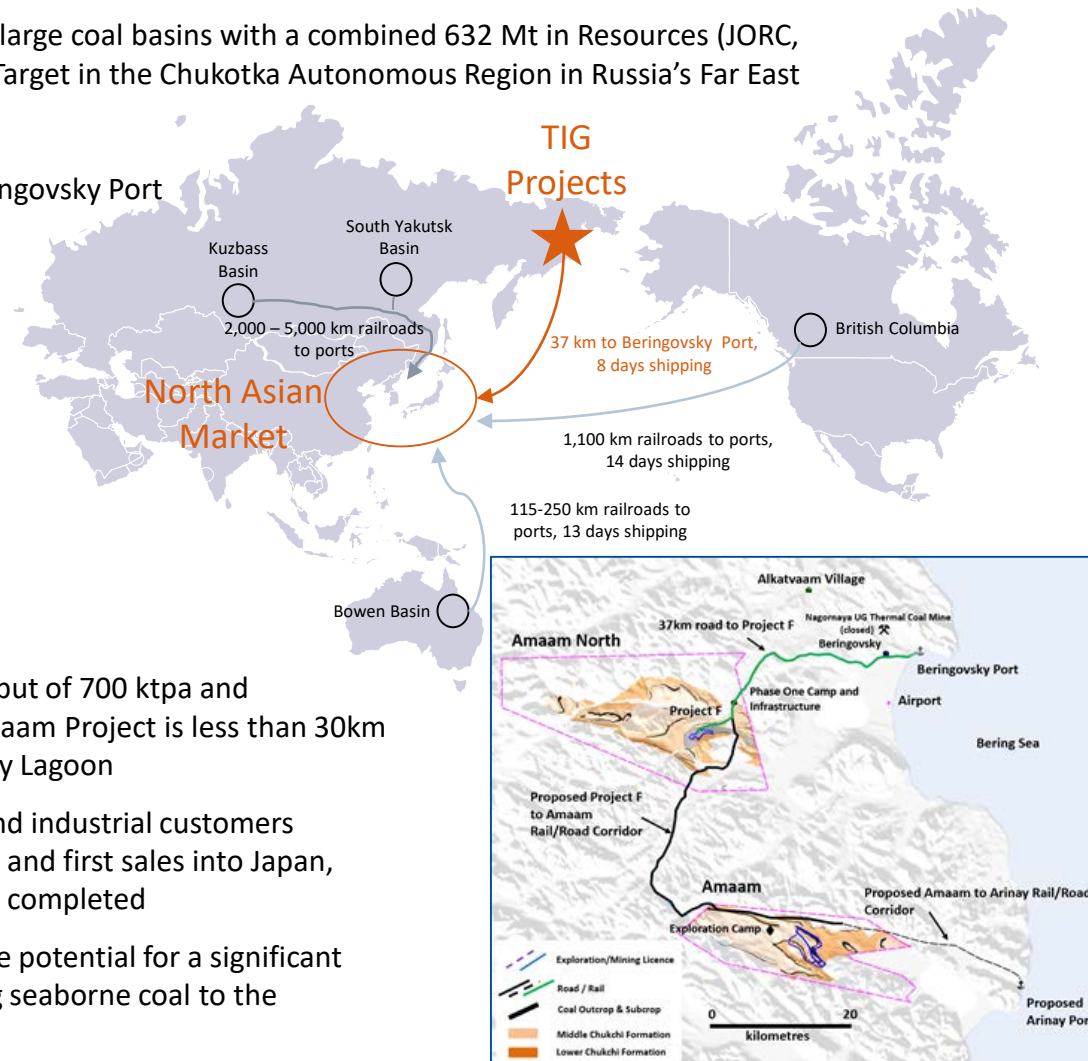 large coal basins with a combined 632 Mt in Resources (JORC,
Target in the Chukotka Autonomous Region in Russia's Far East
ngovsky Port
TIG
Projects
South Yakutsk
Basin
Kuzbass
Basin
2,000 – 5,000 km railroads
to ports
British Columbia
37 km to Beringovsky Port,
8 days shipping
North Asian
Market
1,100 km railroads to ports,
14 days shipping
115-250 km railroads to
ports, 13 days shipping
Bowen Basin
put of 700 ktpa and
aam Project is less than 30km
y Lagoon
nd industrial customers
and first sales into Japan,
completed
e potential for a significant
g seaborne coal to the
Alkatvaam Village
37km road to Project F
Nagornaya UG Thermal Coal Mine
(closed)
Beringovsky
Amaam North
Beringovsky Port
Phase One Camp and
Infrastructure
Airport
Project F
Bering Sea
Proposed Project F
to Amaam
Rail/Road Corridor
Amaam
Proposed Amaam to Arinay Rail/Road
Corridor
Exploration Camp
Exploration/Mining Licence
Road / Rail
Coal Outcrop & Subcrop
Middle Chukchi Formation
Lower Chukchi Formation
0 20
kilometres
Proposed
Arinay Por